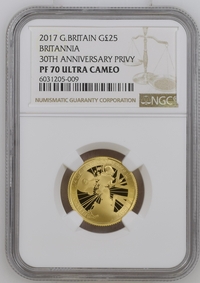 2017 G.BRITAIN G£25
BRITANNIA
30TH ANNIVERSARY PRIVY
PF 70 ULTRA CAMEO
6031205-009
NUMISMATIC GUARANTY CORPORATION
NGC